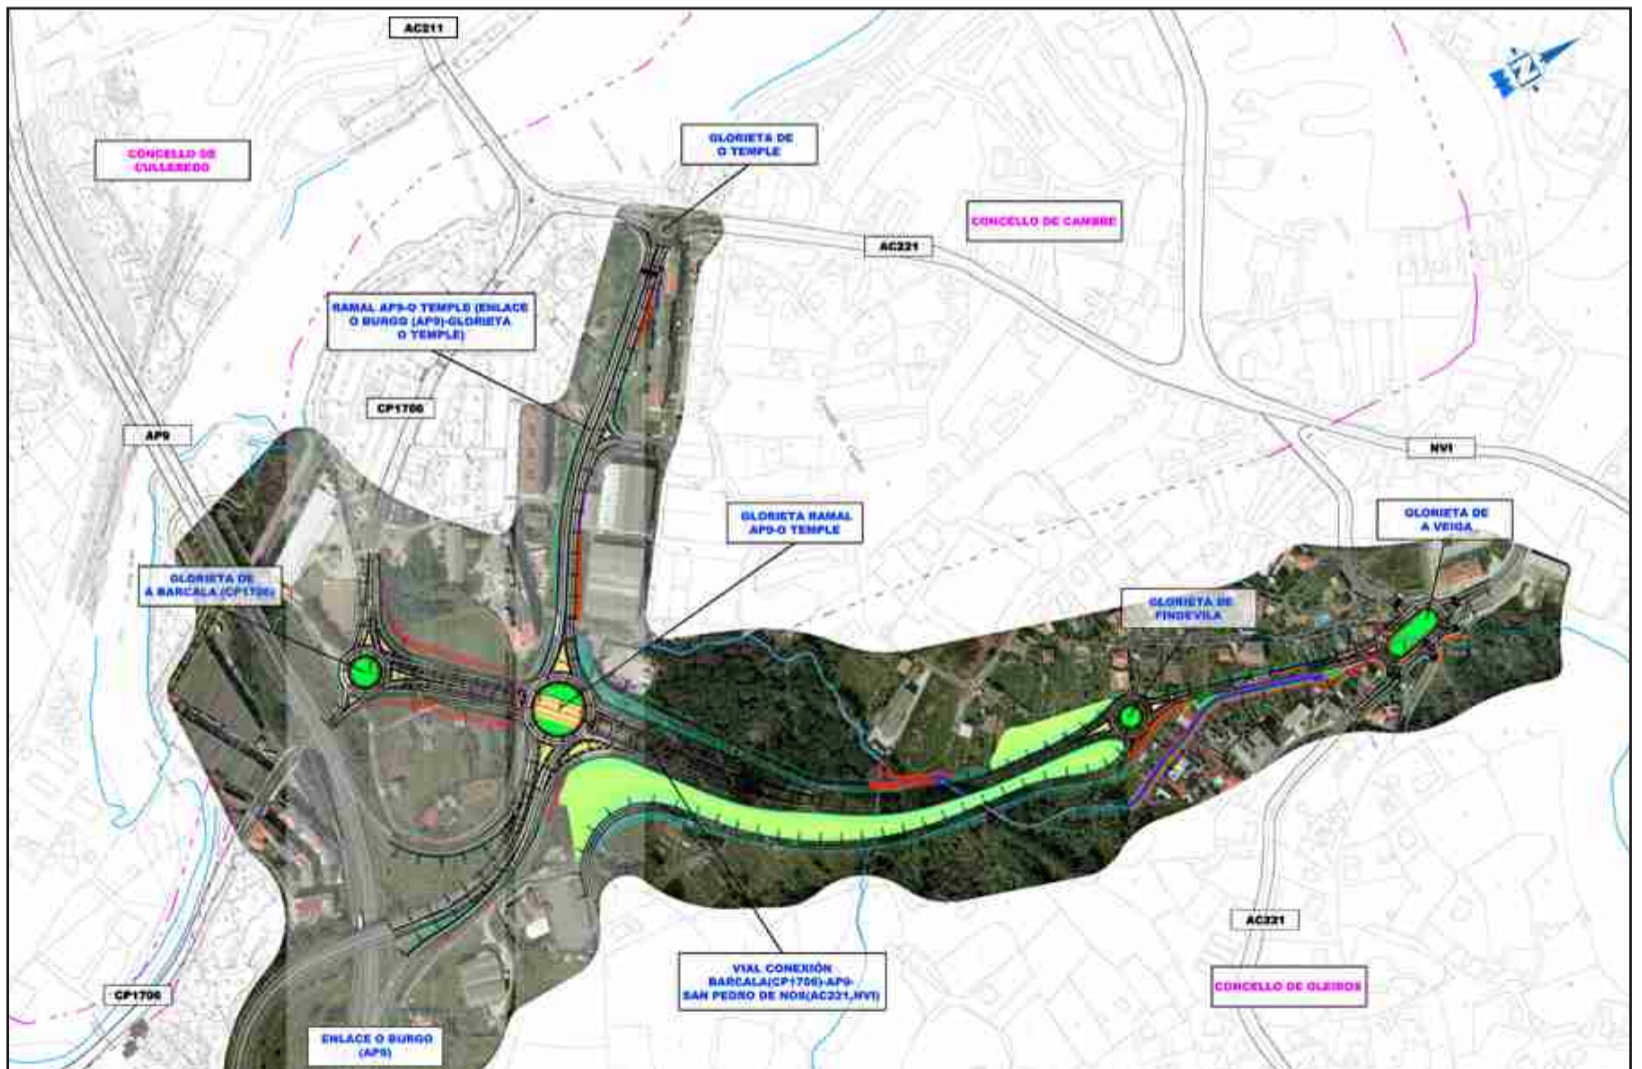 AC211
N
CONCELLO DE
CULLEREDO
GLORIETA DE
O TEMPLE
CONCELLO DE CAMBRE
AC221
RAMAL AP9-O TEMPLE (ENLACE
O BURGO (AP9)-GLORIETA
O TEMPLE)
CP1706
AP9
NVI
GLORIETA RAMAL
AP9-O TEMPLE
GLORIETA DE
A VEIGA
GLORIETA DE
A BARCALA (CP1706)
GLORIETA DE
FINDEVILA
AC221
VIAL CONEXIÓN
BARCALA(CP1706)-AP9-
SAN PEDRO DE NOS(AC221,NVI)
CONCELLO DE OLEIROS
CP1706
ENLACE O BURGO
(AP9)